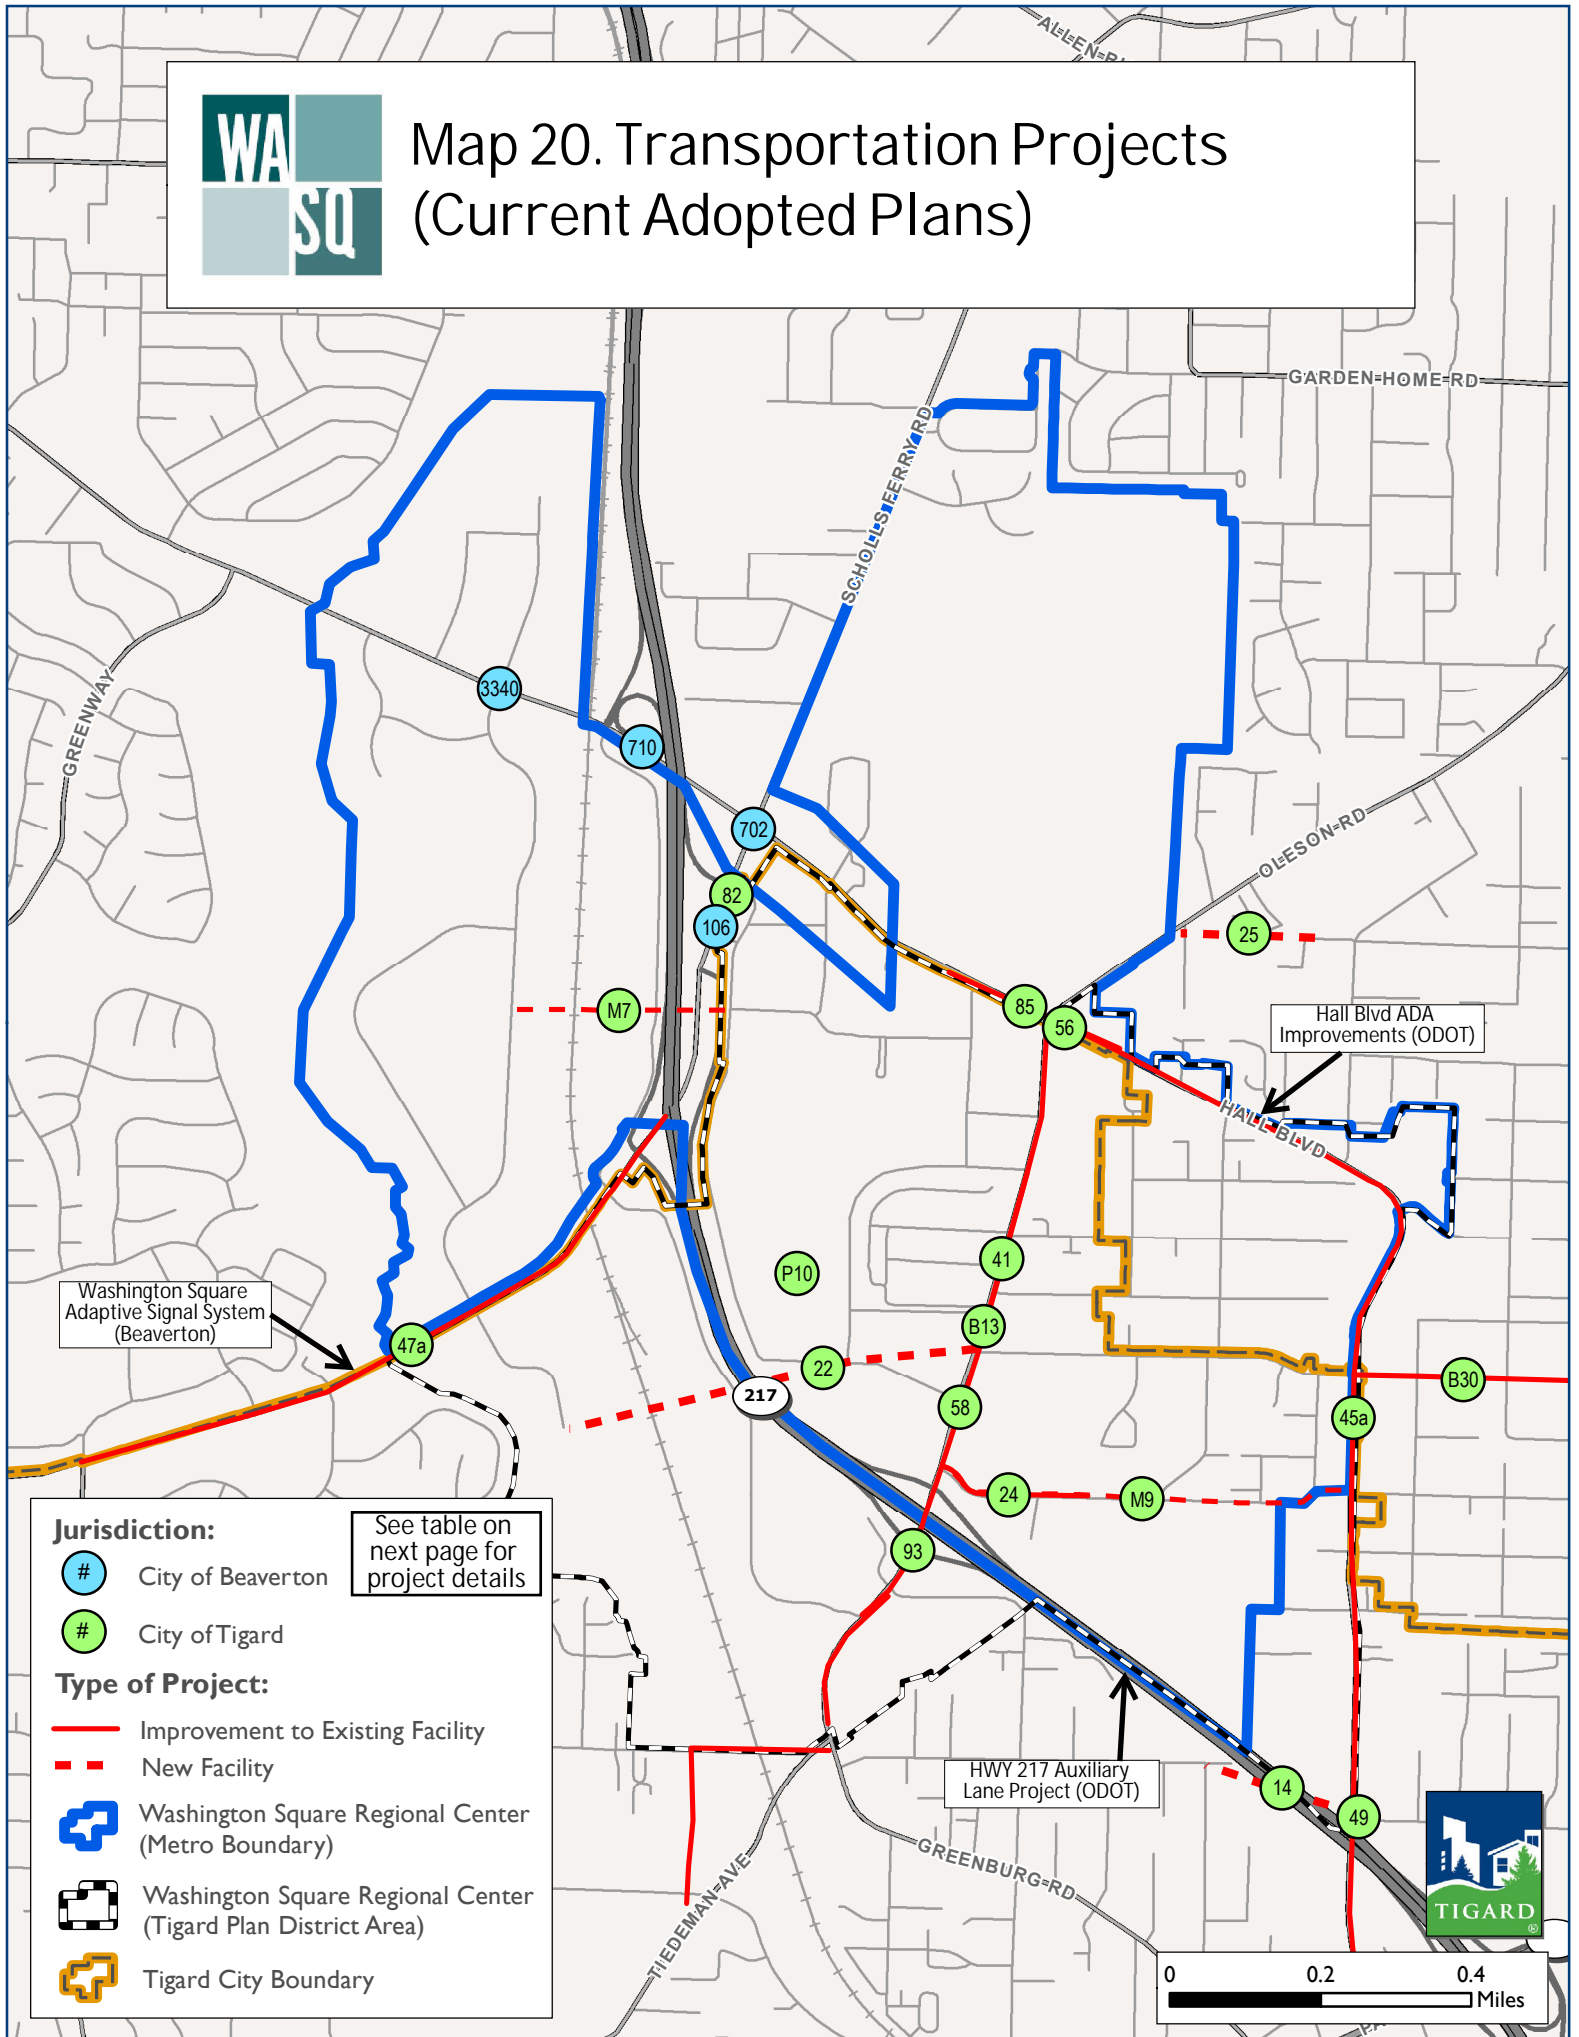 ALLEN B
WA
SQ
Map 20. Transportation Projects
(Current Adopted Plans)
GARDEN HOME RD
SCHOLLS FERRY RD
GREENWAY
3340
710
702
OLESON RD
82
106
25
M7
85
56
Hall Blvd ADA
Improvements (ODOT)
HALL BLVD
41
P10
Washington Square
Adaptive Signal System
(Beaverton)
B13
47a
22
B30
217
58
45a
24
M9
93
Jurisdiction:
# City of Beaverton
# City of Tigard
See table on
next page for
project details
Type of Project:
Improvement to Existing Facility
New Facility
Washington Square Regional Center
(Metro Boundary)
Washington Square Regional Center
(Tigard Plan District Area)
Tigard City Boundary
HWY 217 Auxiliary
Lane Project (ODOT)
14
49
GREENBURG RD
TIEDEMAN AVE
TIGARD
®
0 0.2 0.4
Miles